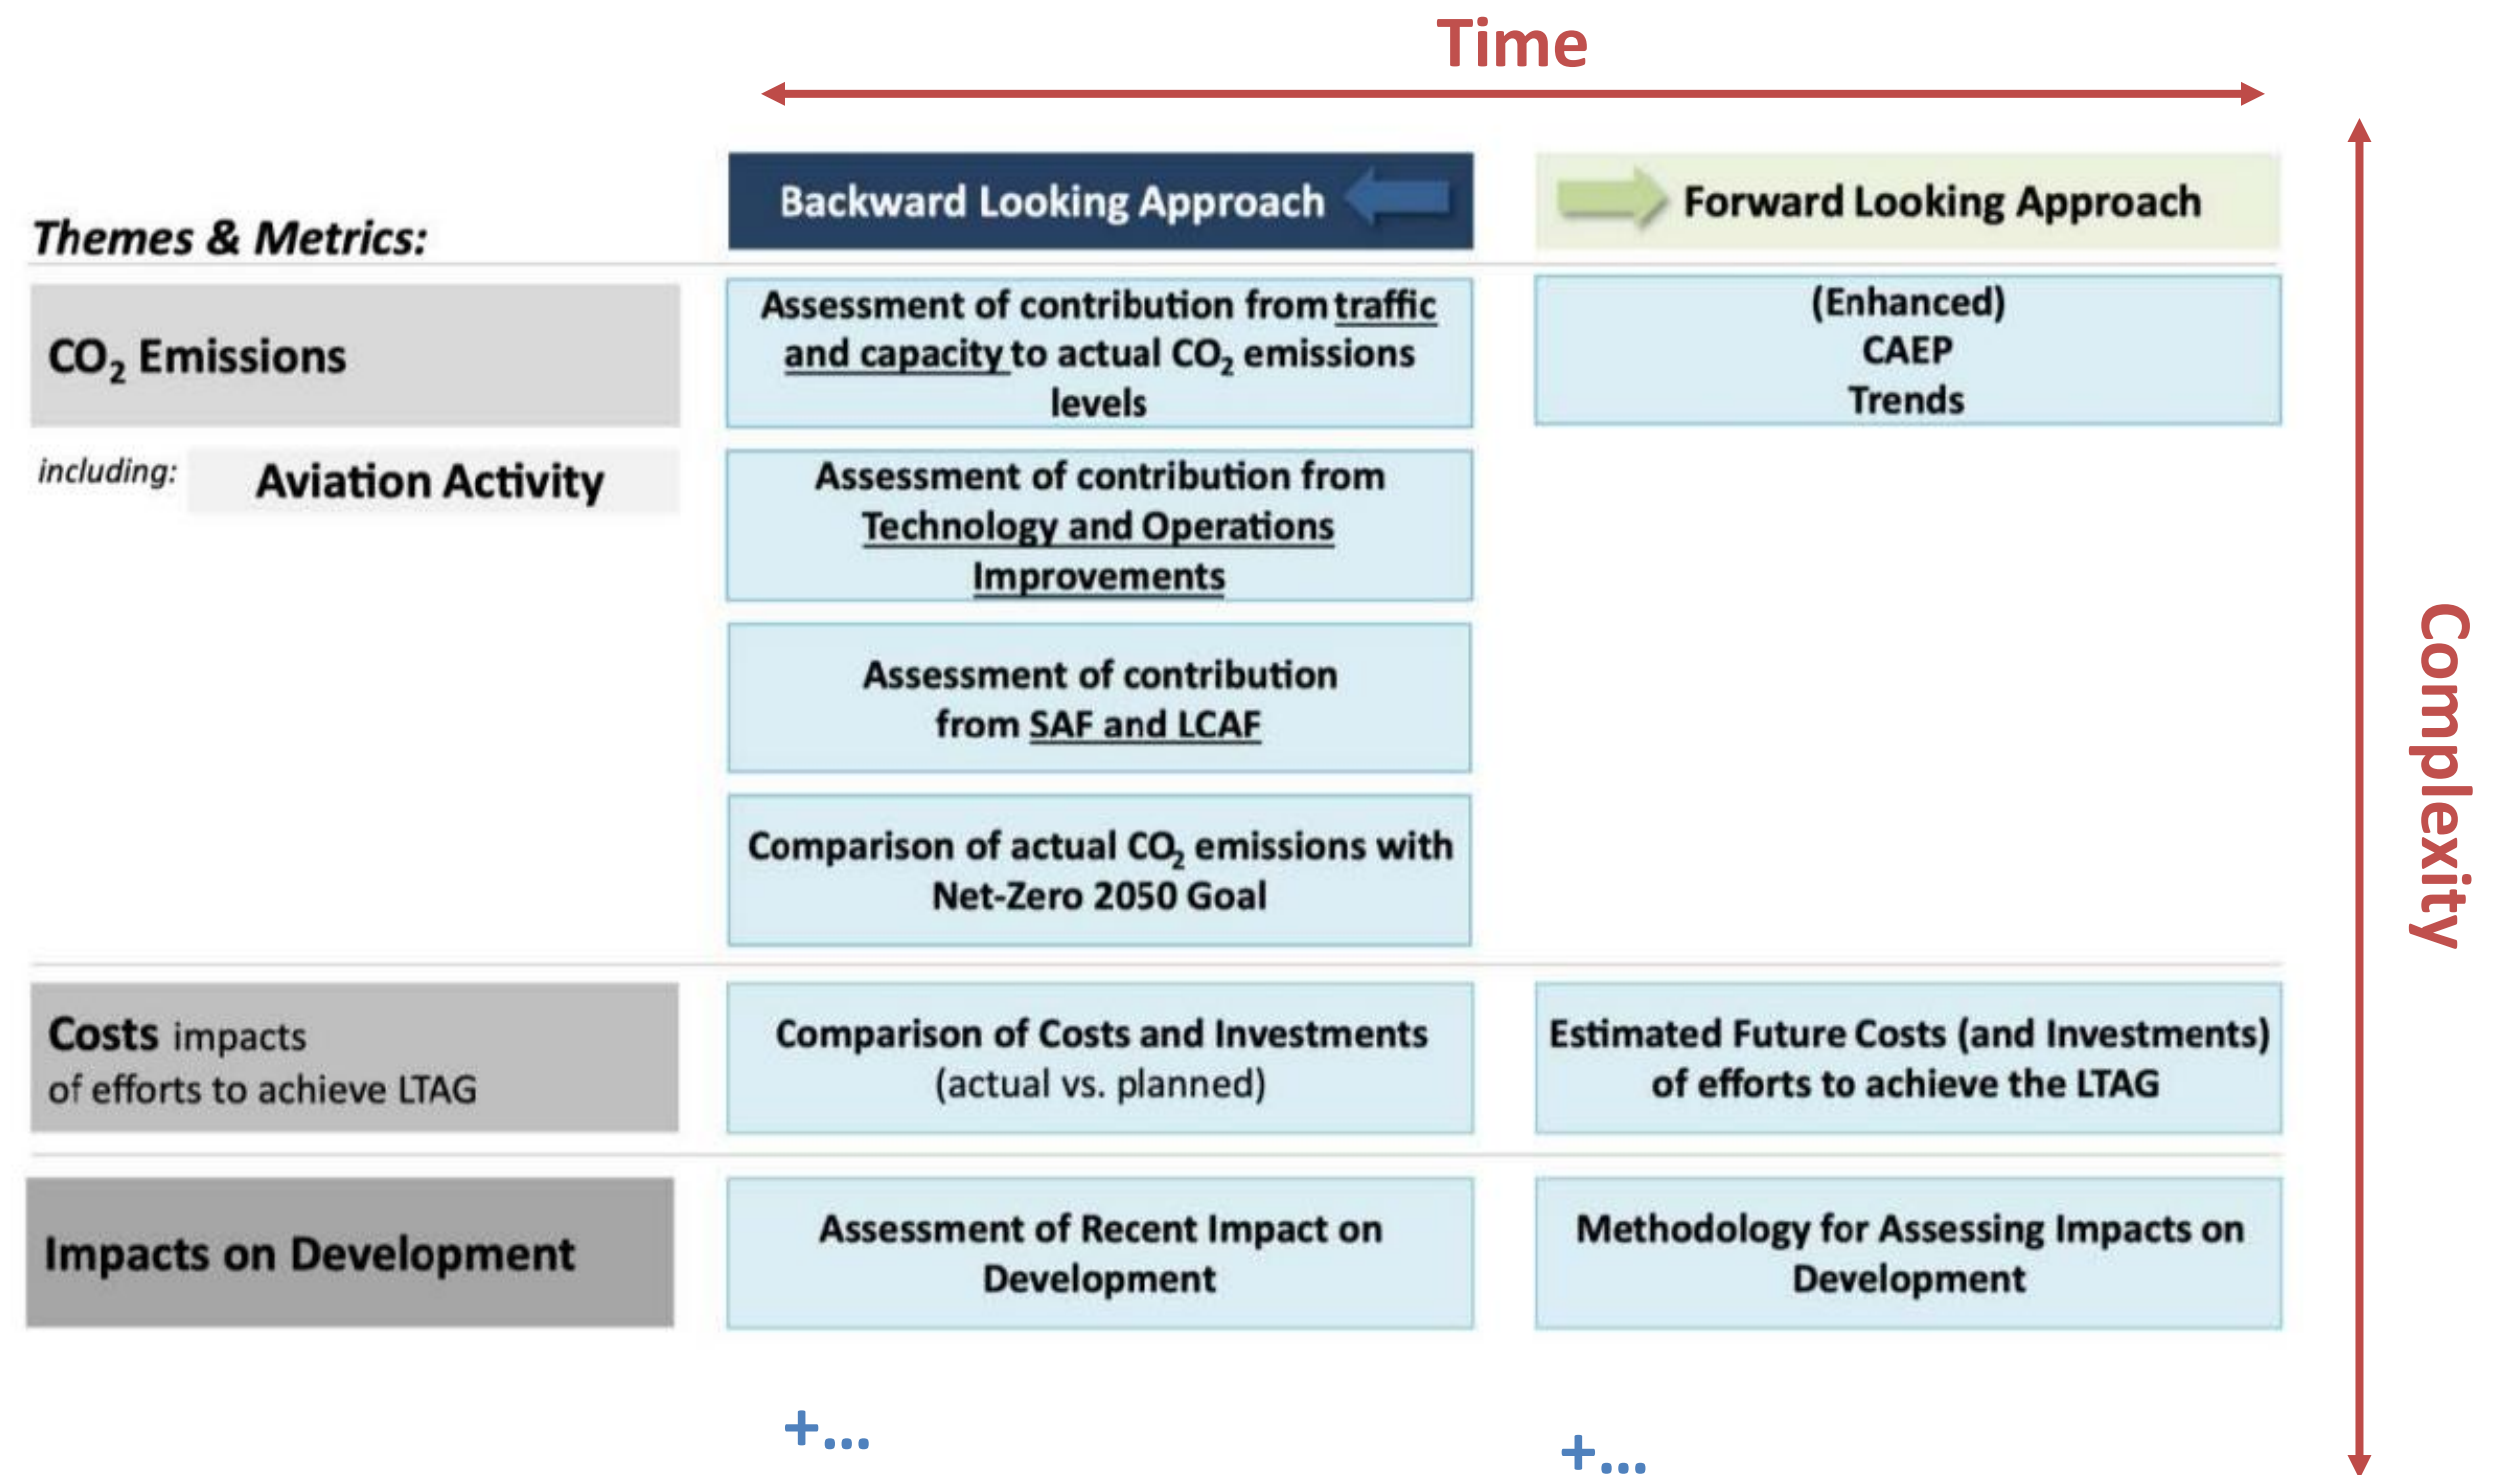 Time
Backward Looking Approach
Forward Looking Approach
Themes & Metrics:
CO₂ Emissions
Assessment of contribution from traffic
and capacity to actual CO₂ emissions
levels
(Enhanced)
CAEP
Trends
including:
Aviation Activity
Assessment of contribution from
Technology and Operations
Improvements
Assessment of contribution
from SAF and LCAF
Comparison of actual CO₂ emissions with
Net-Zero 2050 Goal
Costs impacts
of efforts to achieve LTAG
Comparison of Costs and Investments
(actual vs. planned)
Estimated Future Costs (and Investments)
of efforts to achieve the LTAG
Impacts on Development
Assessment of Recent Impact on
Development
Methodology for Assessing Impacts on
Development
+...
+...
Complexity